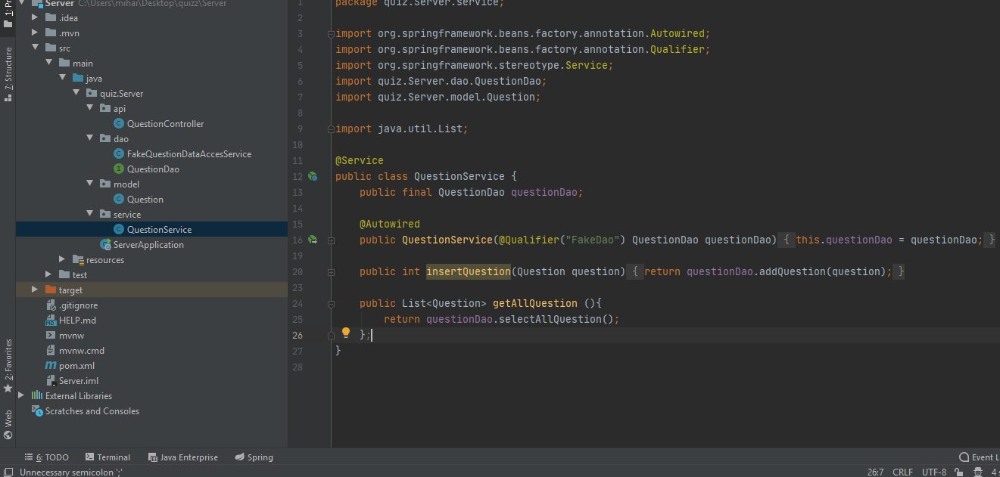 1: Pr
7: Structure
2: Favorites
Web
Server C:\Users\mihai\Desktop\quizz\Server
.idea
.mvn
src
main
java
quiz.Server
api
QuestionController
dao
FakeQuestionDataAccesService
QuestionDao
model
Question
service
QuestionService
ServerApplication
resources
test
target
.gitignore
HELP.md
mvnw
mvnw.cmd
pom.xml
Server.iml
External Libraries
Scratches and Consoles
1 package quiz.Server.service;
2
3 import org.springframework.beans.factory.annotation.Autowired;
4 import org.springframework.beans.factory.annotation.Qualifier;
5 import org.springframework.stereotype.Service;
6 import quiz.Server.dao.QuestionDao;
7 import quiz.Server.model.Question;
8
9 import java.util.List;
10
11 @Service
12 public class QuestionService {
13 public final QuestionDao questionDao;
14
15 @Autowired
16 public QuestionService(@Qualifier("FakeDao") QuestionDao questionDao) { this.questionDao = questionDao; }
19
20 public int insertQuestion(Question question) { return questionDao.addQuestion(question); }
23
24 public List<Question> getAllQuestion (){
25 return questionDao.selectAllQuestion();
26 };
27 }
28
6: TODO Terminal Java Enterprise Spring Event L
Unnecessary semicolon ';' 26:7 CRLF UTF-8 4 s